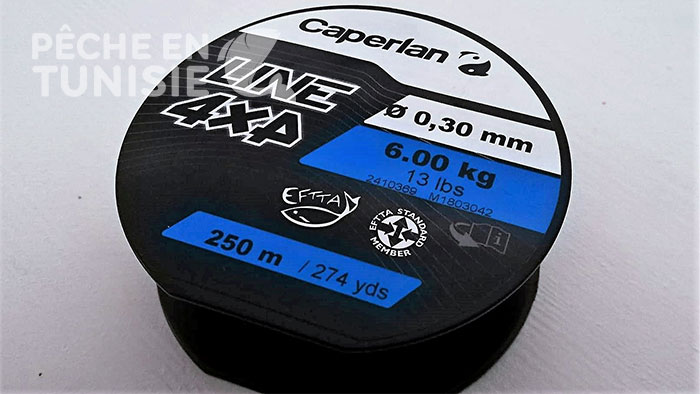 PÊCHE EN
TUNISIE
Caperlan
LINE
4XP
Ø 0,30 mm
6.00 kg
13 lbs
2410369 M1803042
EFTTA
EFTTA STANDARD
MEMBER
250 m / 274 yds